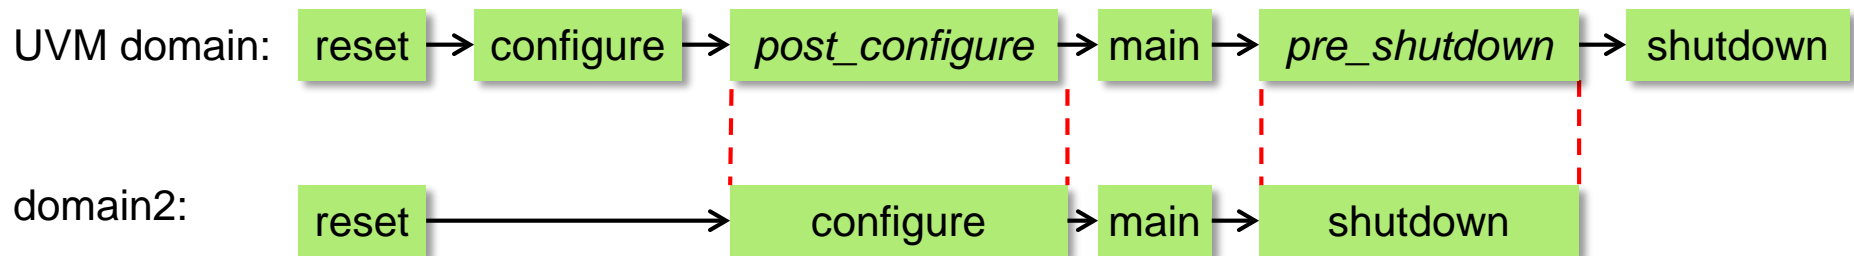 UVM domain: reset configure post_configure main pre_shutdown shutdown
domain2: reset configure main shutdown